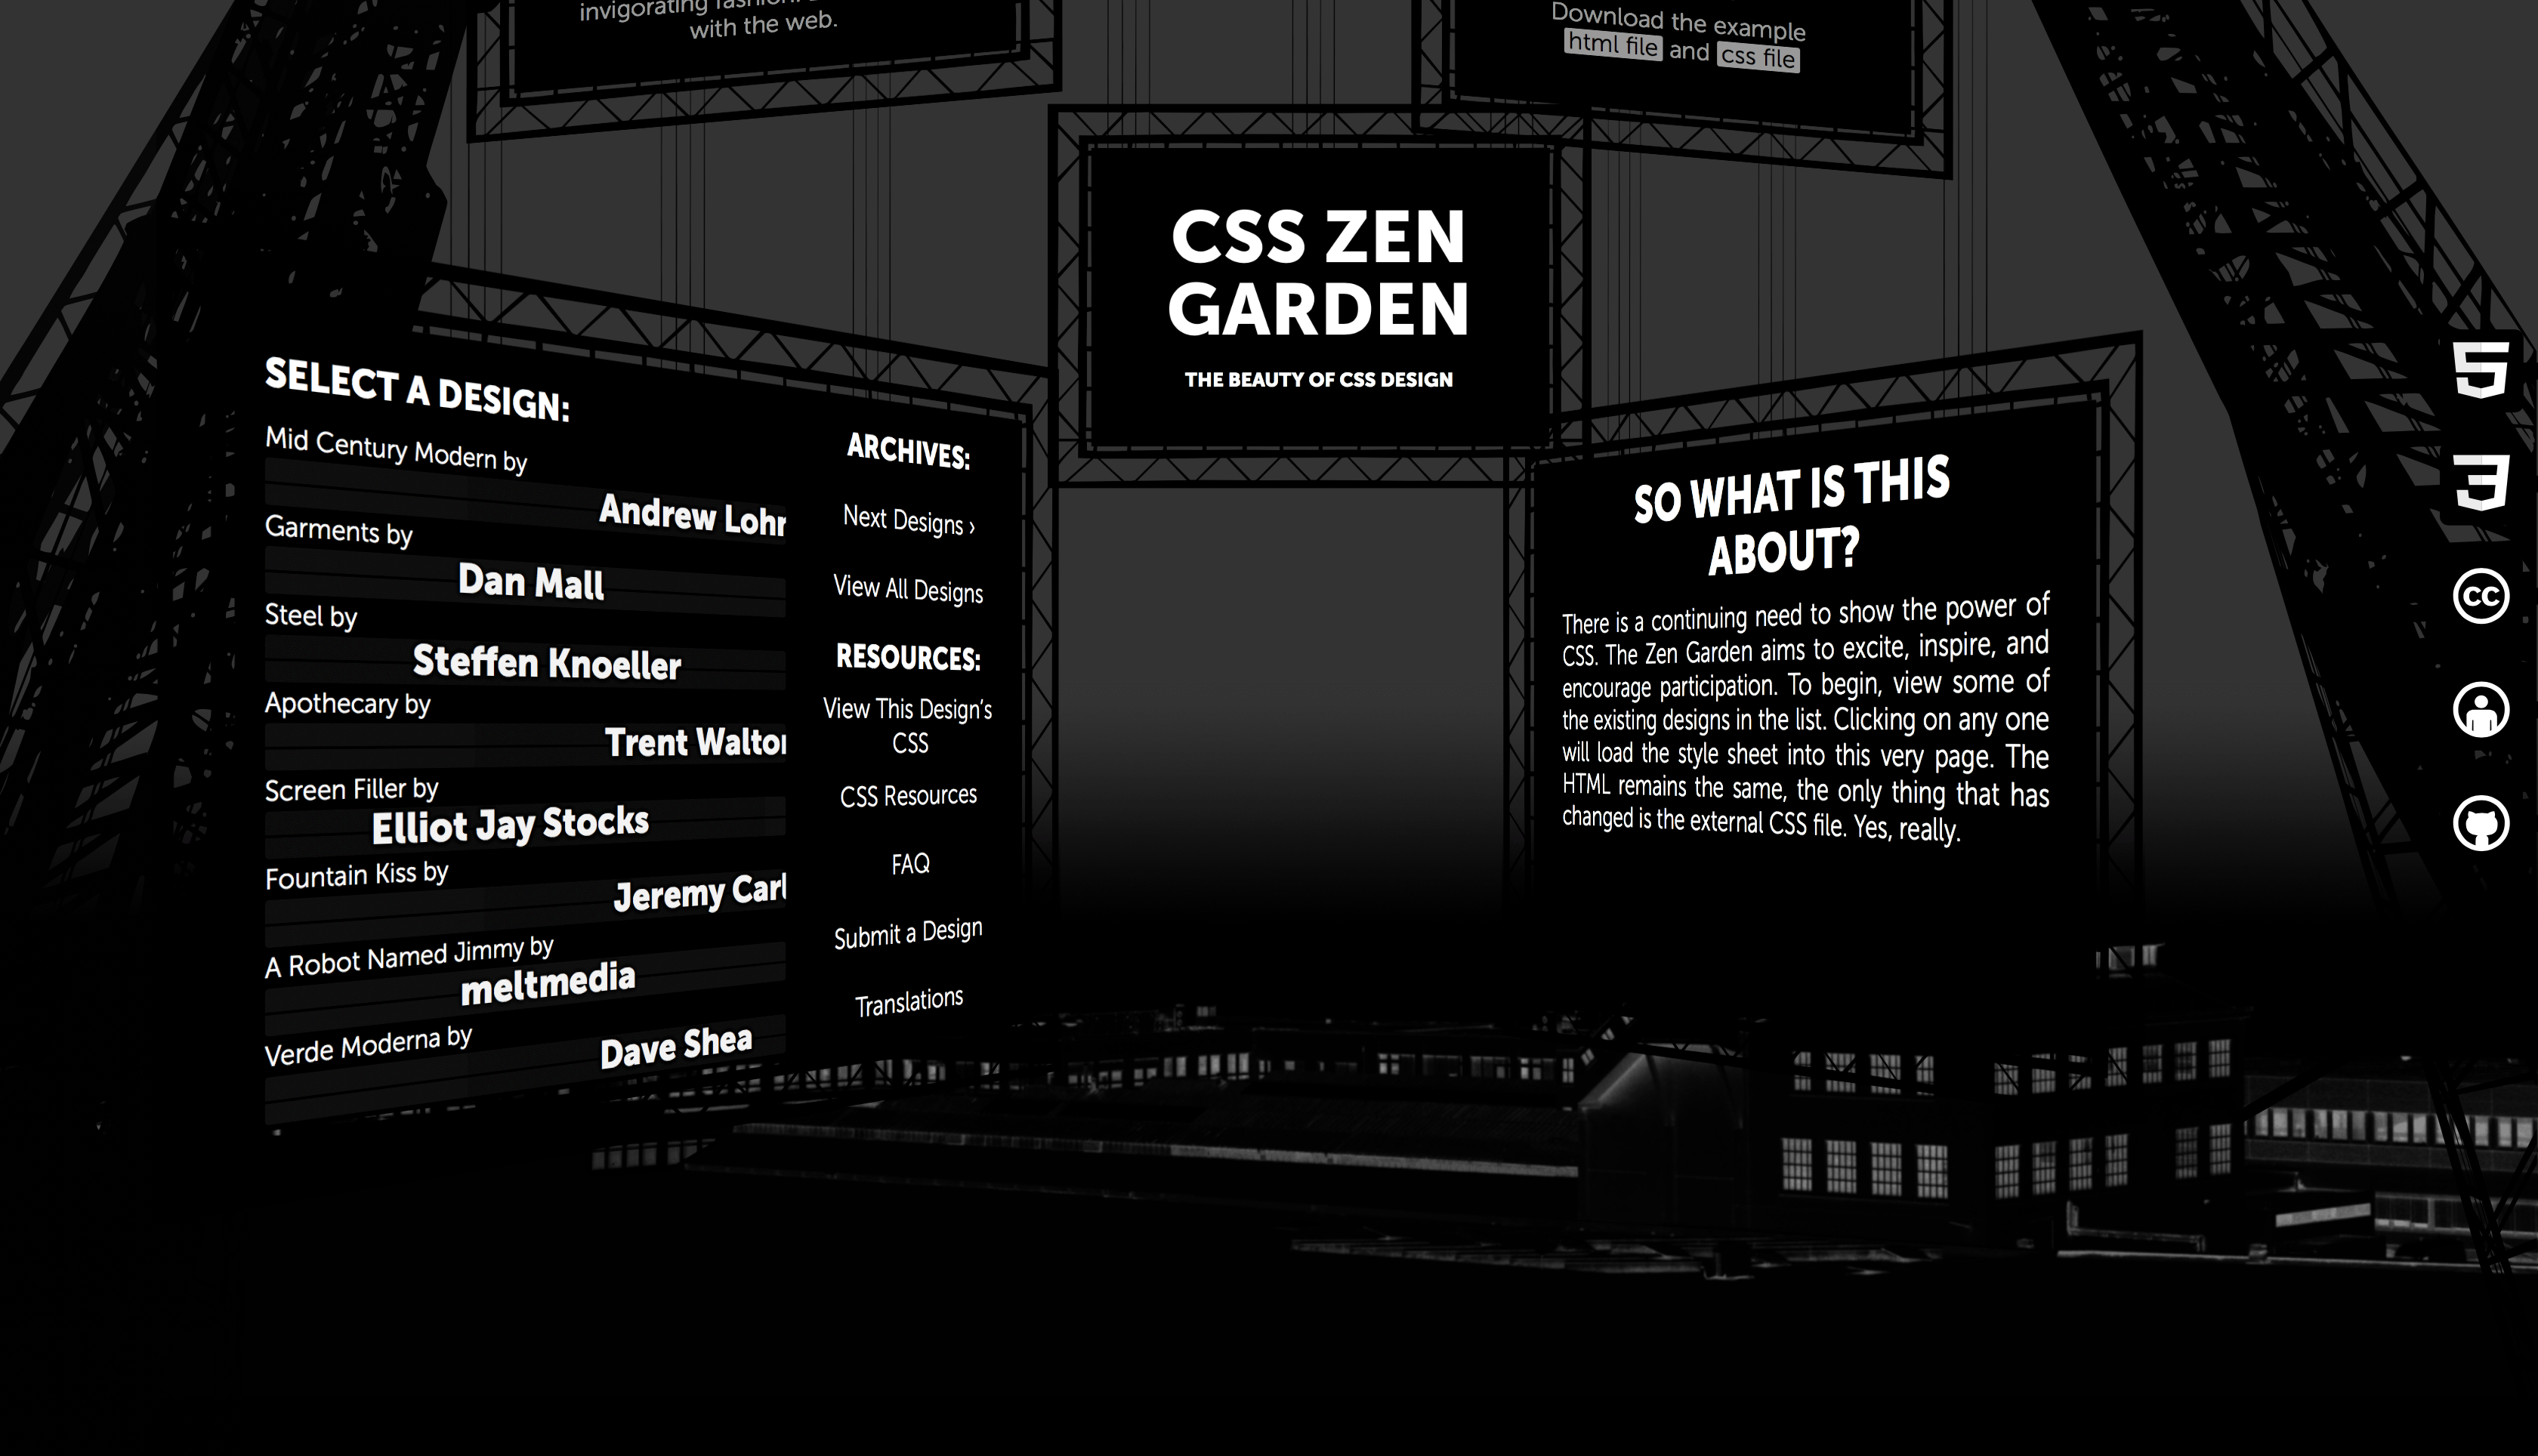 invigorating
with the web.
Download the example
html file and css file
CSS ZEN
GARDEN
THE BEAUTY OF CSS DESIGN
SELECT A DESIGN:
Mid Century Modern by
Andrew Lohr
Garments by
Dan Mall
Steel by
Steffen Knoeller
Apothecary by
Trent Walton
Screen Filler by
Elliot Jay Stocks
Fountain Kiss by
Jeremy Carl
A Robot Named Jimmy by
meltmedia
Verde Moderna by
Dave Shea
ARCHIVES:
Next Designs ›
View All Designs
RESOURCES:
View This Design's
CSS
CSS Resources
FAQ
Submit a Design
Translations
SO WHAT IS THIS
ABOUT?
There is a continuing need to show the power of
CSS. The Zen Garden aims to excite, inspire, and
encourage participation. To begin, view some of
the existing designs in the list. Clicking on any one
will load the style sheet into this very page. The
HTML remains the same, the only thing that has
changed is the external CSS file. Yes, really.
5
3
cc